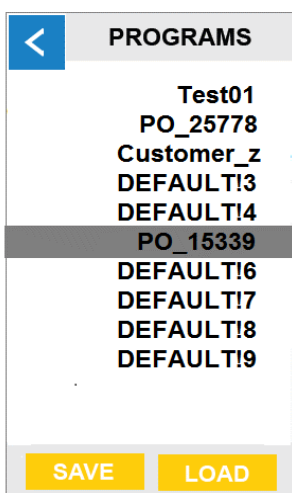 PROGRAMS
Test01
PO_25778
Customer_z
DEFAULT!3
DEFAULT!4
PO_15339
DEFAULT!6
DEFAULT!7
DEFAULT!8
DEFAULT!9
SAVE LOAD